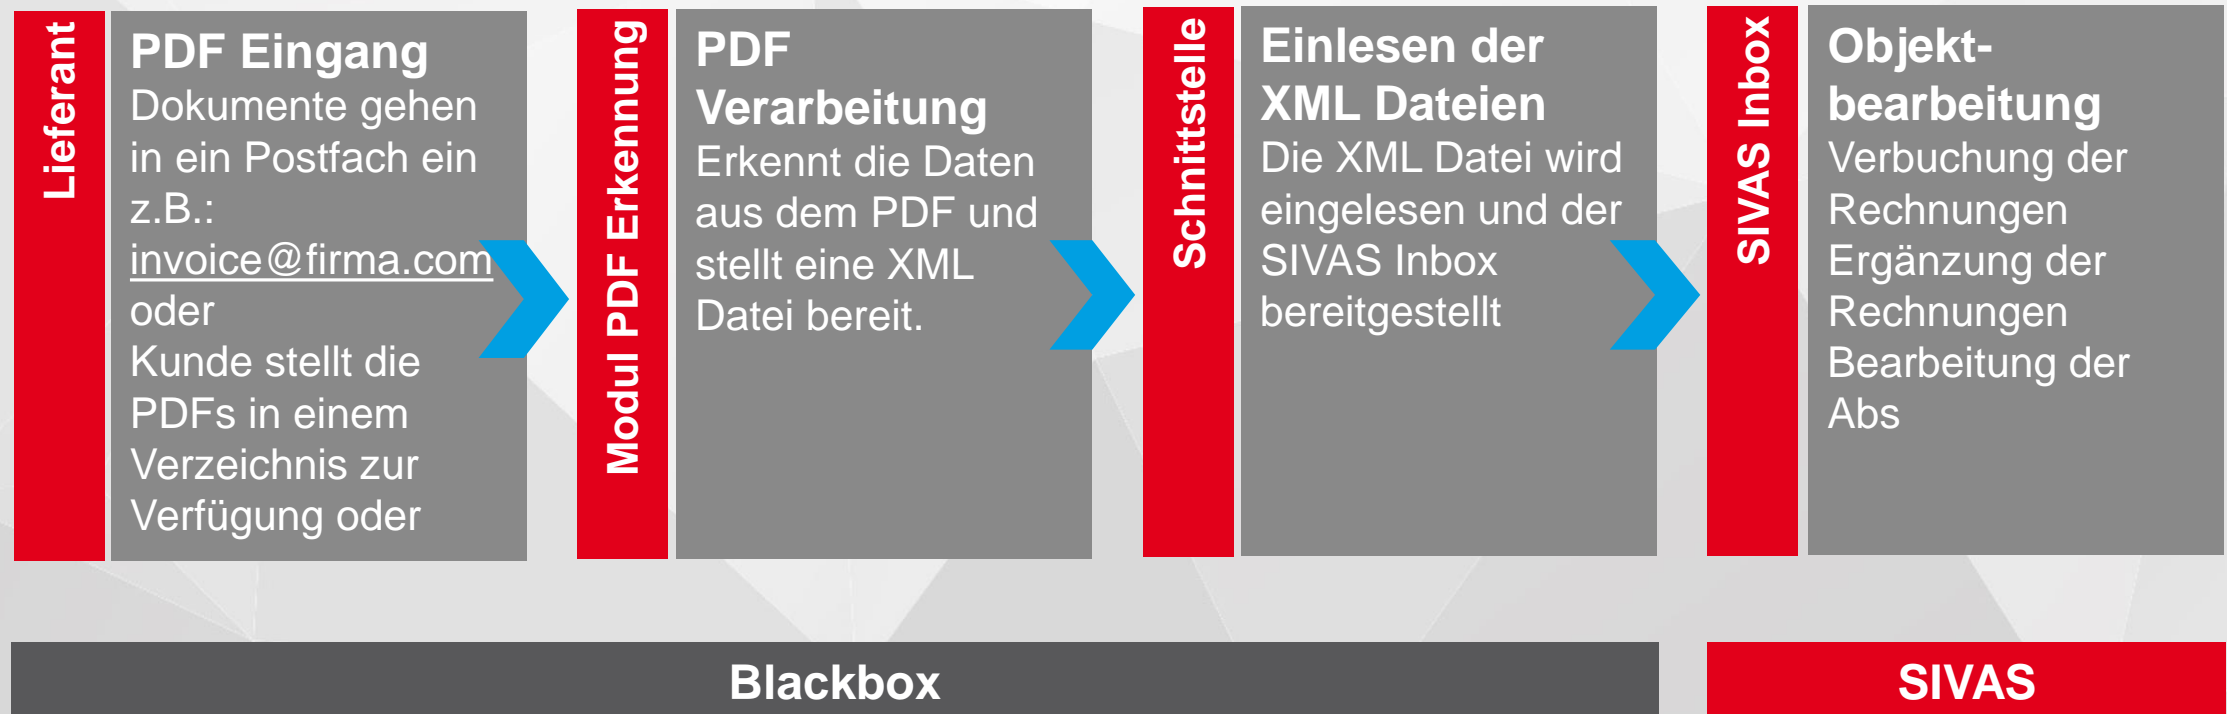 Lieferant
PDF Eingang
Dokumente gehen
in ein Postfach ein
z.B.:
invoice@firma.com
oder
Kunde stellt die
PDFs in einem
Verzeichnis zur
Verfügung oder
Modul PDF Erkennung
PDF
Verarbeitung
Erkennt die Daten
aus dem PDF und
stellt eine XML
Datei bereit.
Schnittstelle
Einlesen der
XML Dateien
Die XML Datei wird
eingelesen und der
SIVAS Inbox
bereitgestellt
SIVAS Inbox
Objekt-
bearbeitung
Verbuchung der
Rechnungen
Ergänzung der
Rechnungen
Bearbeitung der
Abs
Blackbox
SIVAS